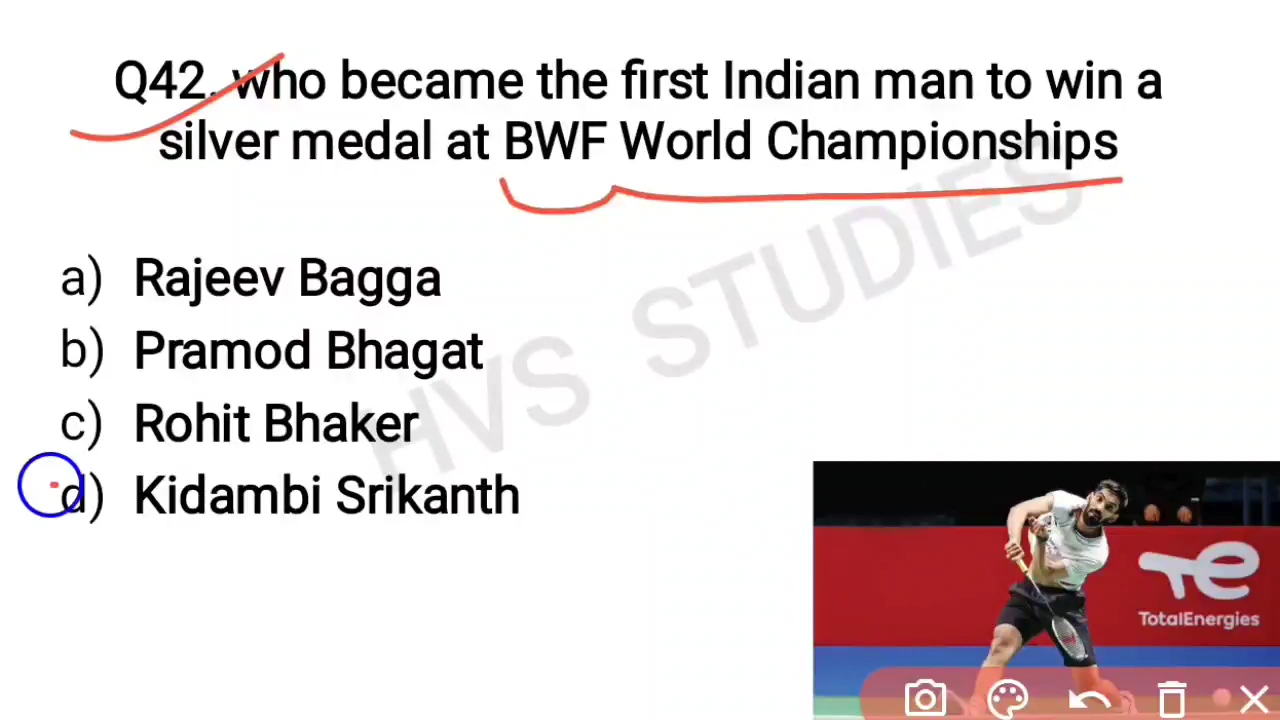 Q42. who became the first Indian man to win a
silver medal at BWF World Championships
HVS STUDIES
a) Rajeev Bagga
b) Pramod Bhagat
c) Rohit Bhaker
d) Kidambi Srikanth
TotalEnergies